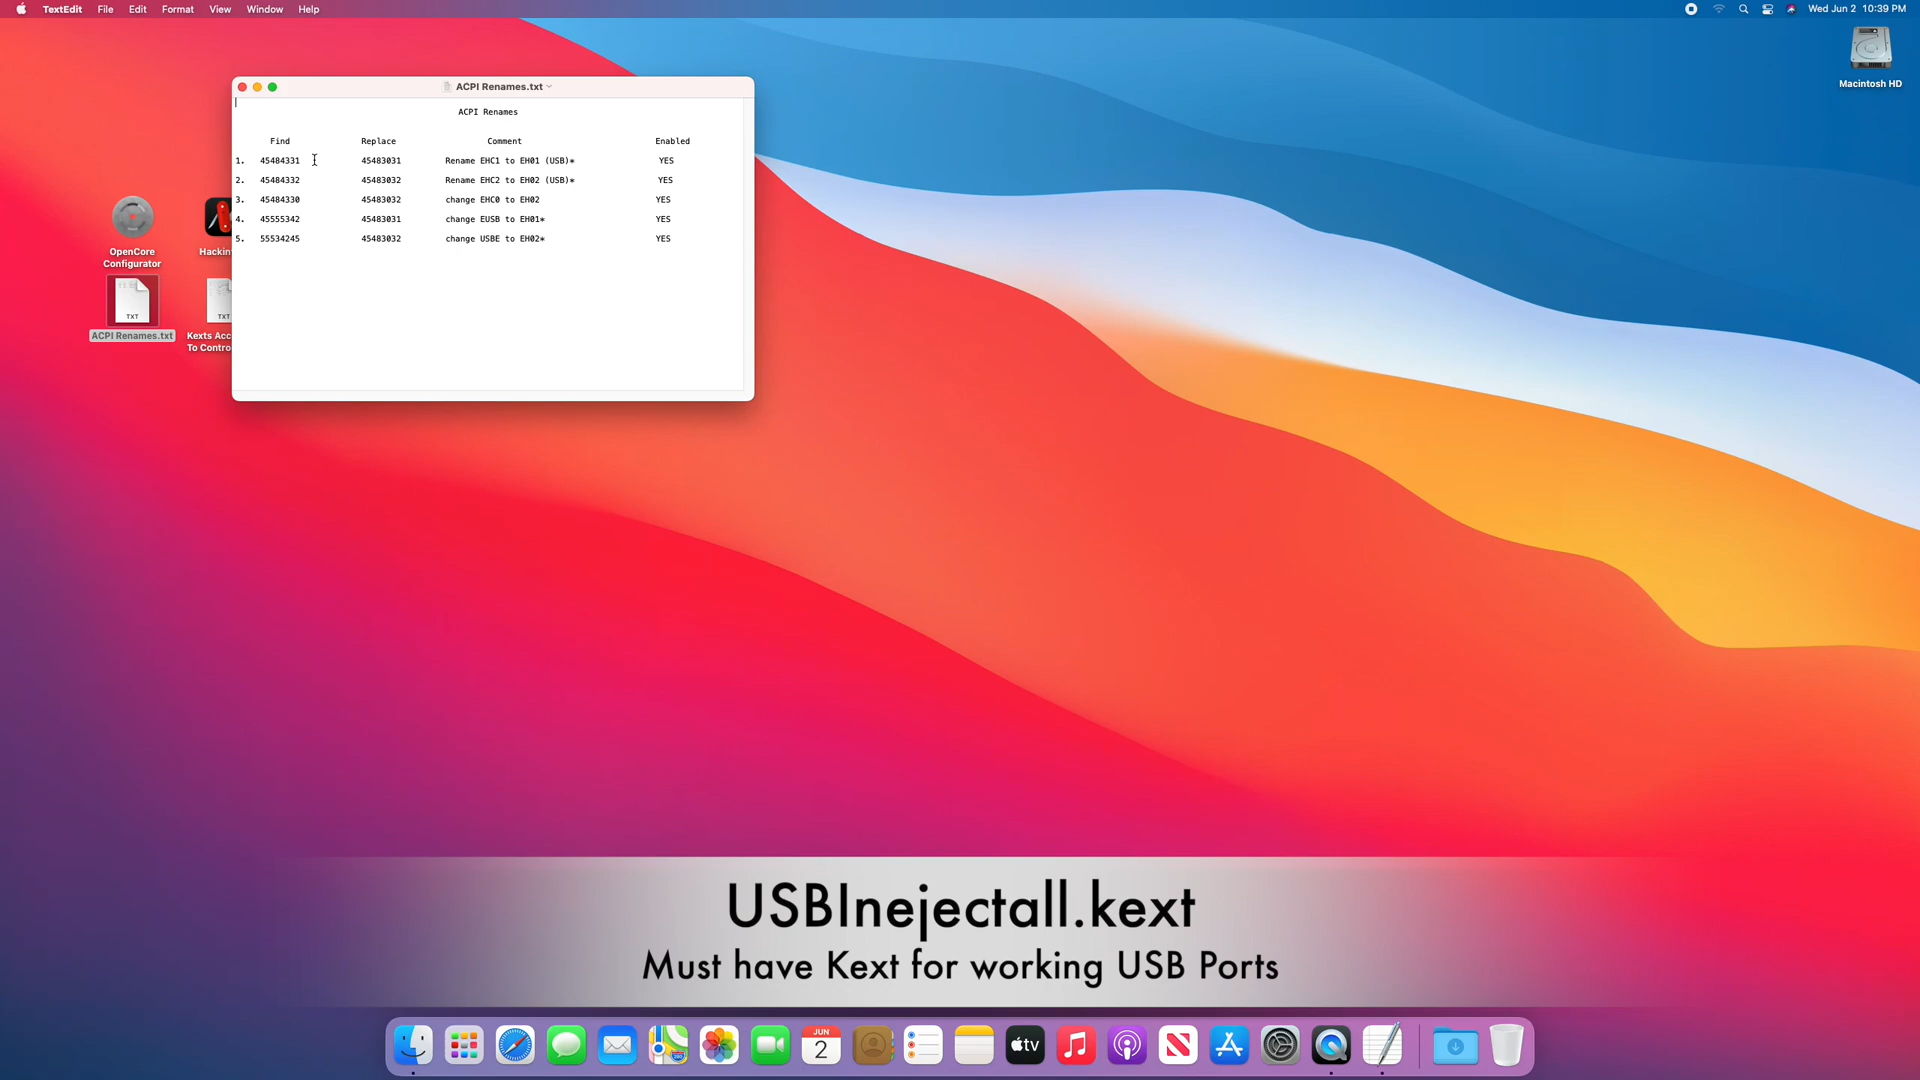 TextEdit File Edit Format View Window Help
Wed Jun 2 10:39 PM
Macintosh HD
ACPI Renames.txt
ACPI Renames
Find Replace Comment Enabled
1. 45484331 45483031 Rename EHC1 to EH01 (USB)* YES
2. 45484332 45483032 Rename EHC2 to EH02 (USB)* YES
3. 45484330 45483032 change EHC0 to EH02 YES
4. 45555342 45483031 change EUSB to EH01* YES
5. 55534245 45483032 change USBE to EH02* YES
OpenCore
Configurator
Hackin
TXT
ACPI Renames.txt
TXT
Kexts Acc
To Contro
USBInejectall.kext
Must have Kext for working USB Ports
JUN
2
tv